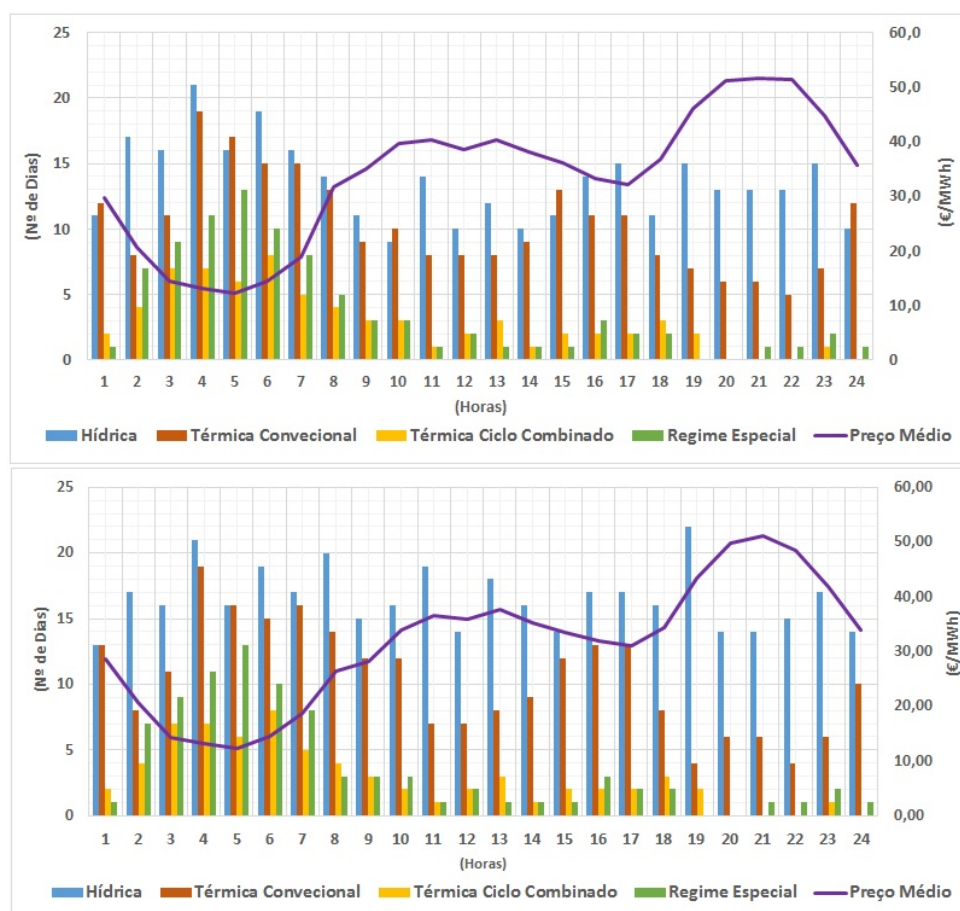 25
20
15
10
5
0
(Nº de Dias)
60,0
50,0
40,0
30,0
20,0
10,0
0
(€/MWh)
1 2 3 4 5 6 7 8 9 10 11 12 13 14 15 16 17 18 19 20 21 22 23 24
(Horas)
Hídrica Térmica Convecional Térmica Ciclo Combinado Regime Especial Preço Médio
25
20
15
10
5
0
(Nº de Dias)
60,00
50,00
40,00
30,00
20,00
10,00
0,00
(€/MWh)
1 2 3 4 5 6 7 8 9 10 11 12 13 14 15 16 17 18 19 20 21 22 23 24
(Horas)
Hídrica Térmica Convecional Térmica Ciclo Combinado Regime Especial Preço Médio